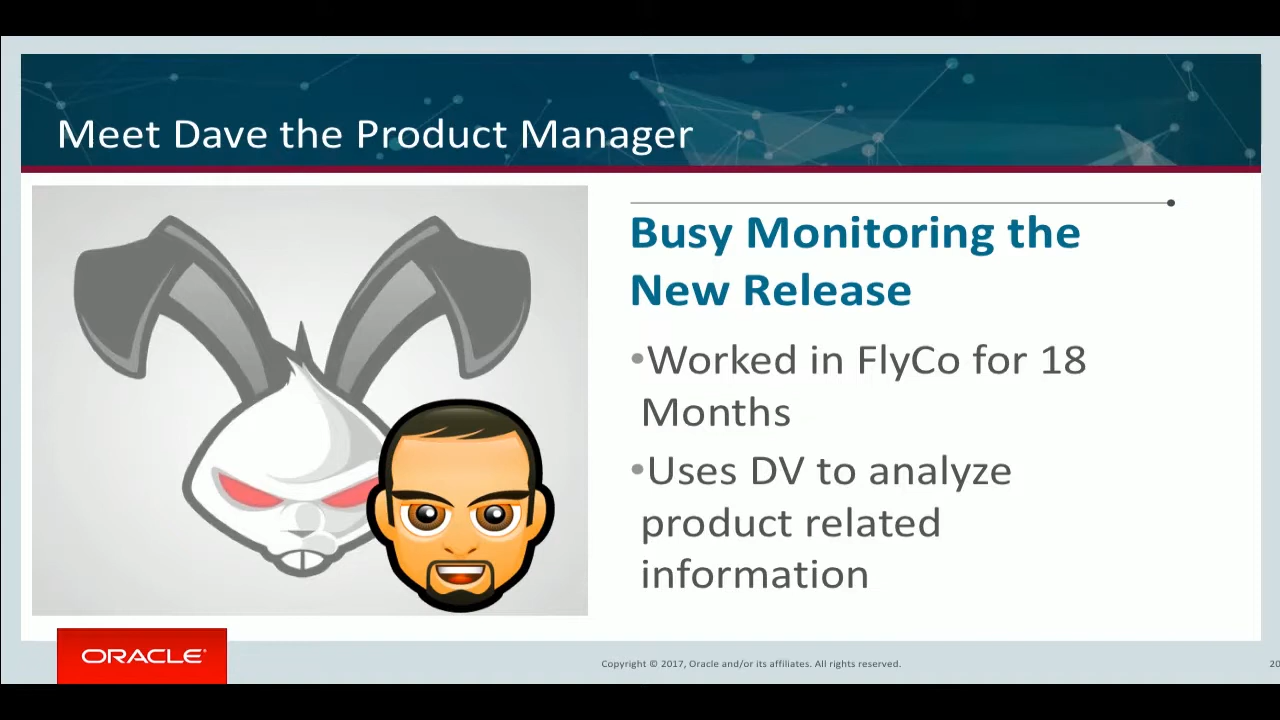 Meet Dave the Product Manager
Busy Monitoring the
New Release
•Worked in FlyCo for 18
Months
•Uses DV to analyze
product related
information
ORACLE®
Copyright © 2017, Oracle and/or its affiliates. All rights reserved.
20